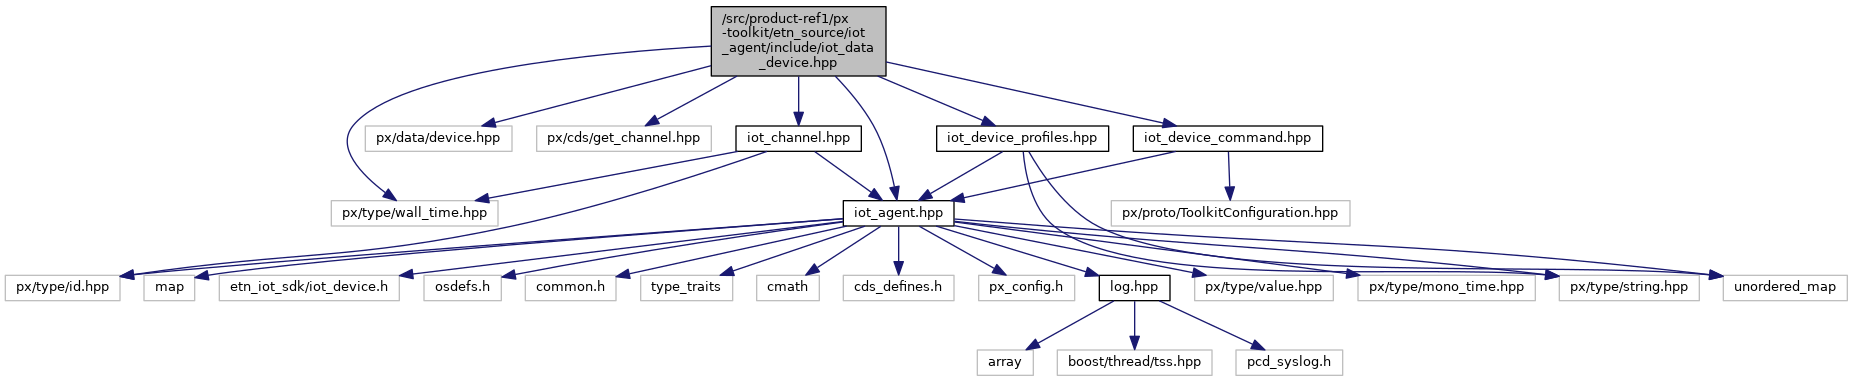 /src/product-ref1/px
-toolkit/etn_source/iot
_agent/include/iot_data
_device.hpp
px/data/device.hpp
px/cds/get_channel.hpp
iot_channel.hpp
iot_device_profiles.hpp
iot_device_command.hpp
px/type/wall_time.hpp
iot_agent.hpp
px/proto/ToolkitConfiguration.hpp
px/type/id.hpp
map
etn_iot_sdk/iot_device.h
osdefs.h
common.h
type_traits
cmath
cds_defines.h
px_config.h
log.hpp
px/type/value.hpp
px/type/mono_time.hpp
px/type/string.hpp
unordered_map
array
boost/thread/tss.hpp
pcd_syslog.h